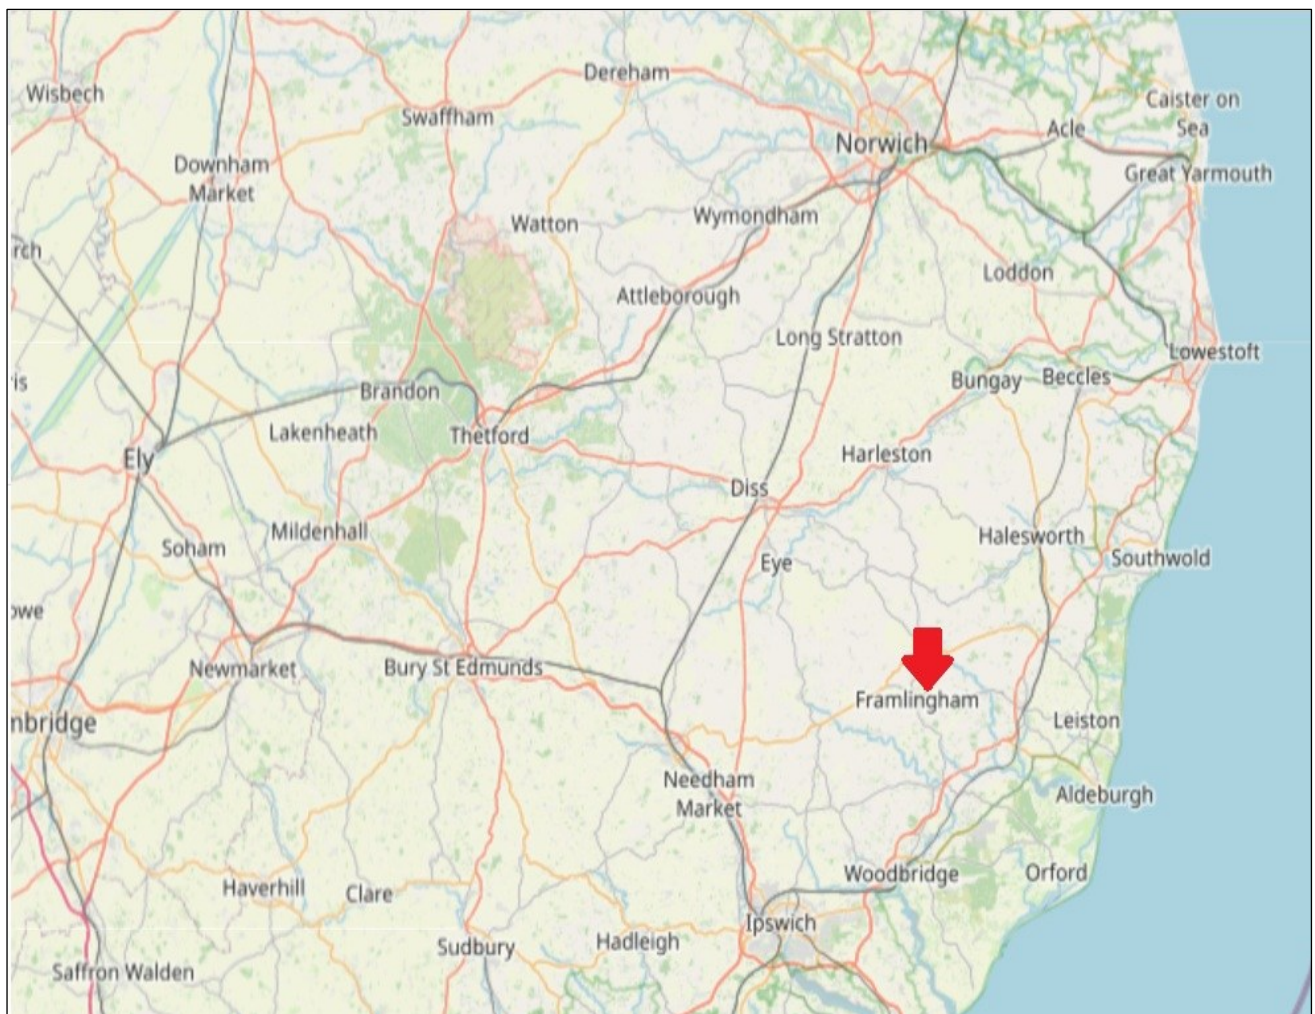 Wisbech
Dereham
Caister on
Sea
Swaffham
Acle
Norwich
Downham
Market
Great Yarmouth
Wymondham
Watton
rch
Loddon
Attleborough
Long Stratton
Lowestoft
is
Brandon
Bungay
Beccles
Lakenheath
Thetford
Ely
Harleston
Diss
Mildenhall
Halesworth
Soham
Southwold
Eye
owe
Newmarket
Bury St Edmunds
Framlingham
nbridge
Leiston
Needham
Market
Aldeburgh
Woodbridge
Orford
Haverhill
Clare
Ipswich
Sudbury
Hadleigh
Saffron Walden